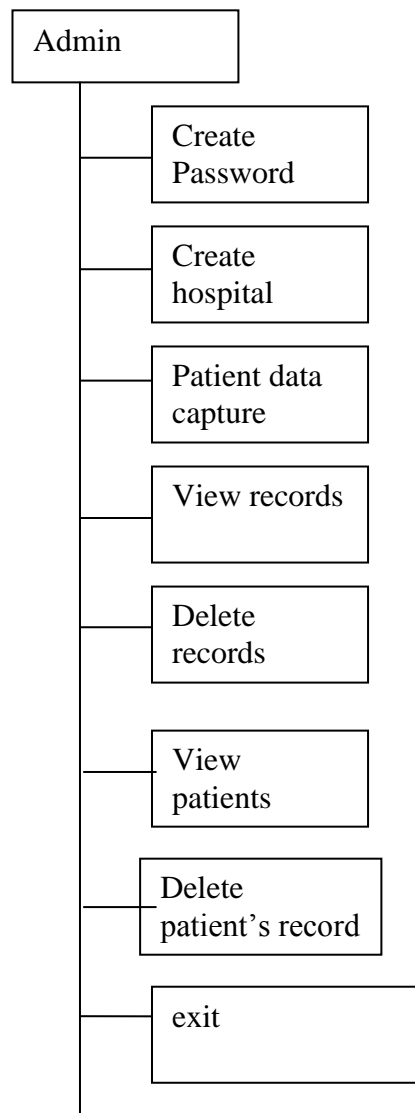 Admin
Create
Password
Create
hospital
Patient data
capture
View records
Delete
records
View
patients
Delete
patient’s record
exit